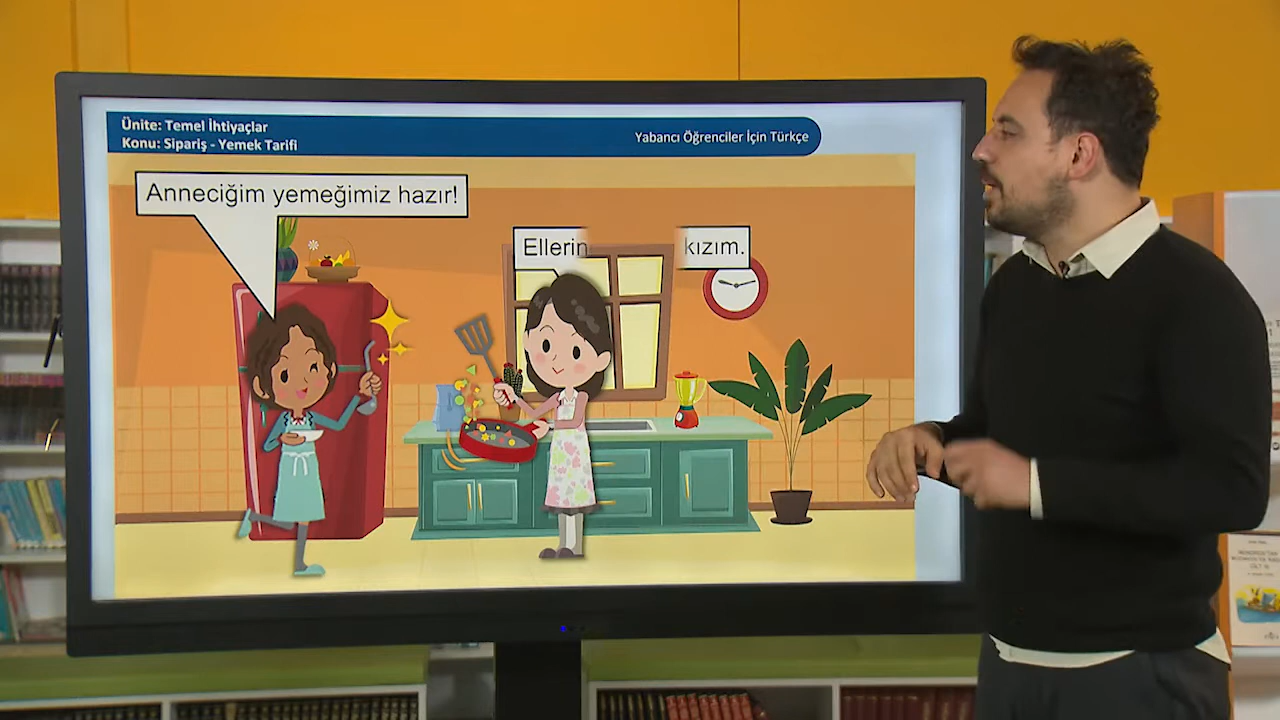 Ünite: Temel İhtiyaçlar
Konu: Sipariş - Yemek Tarifi
Yabancı Öğrenciler İçin Türkçe
Anneciğim yemeğimiz hazır!
Ellerin kızım.